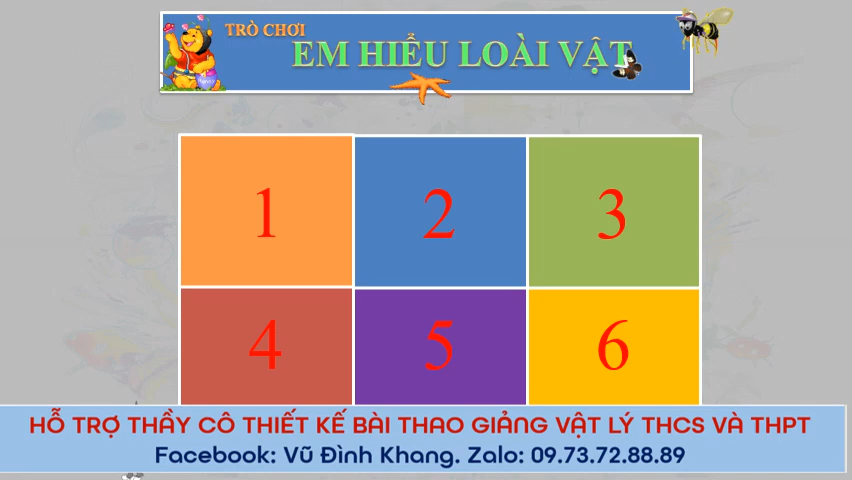 TRÒ CHƠI
EM HIỂU LOÀI VẬT
1 2 3
4 5 6
HỖ TRỢ THẦY CÔ THIẾT KẾ BÀI THAO GIẢNG VẬT LÝ THCS VÀ THPT
Facebook: Vũ Đình Khang. Zalo: 09.73.72.88.89